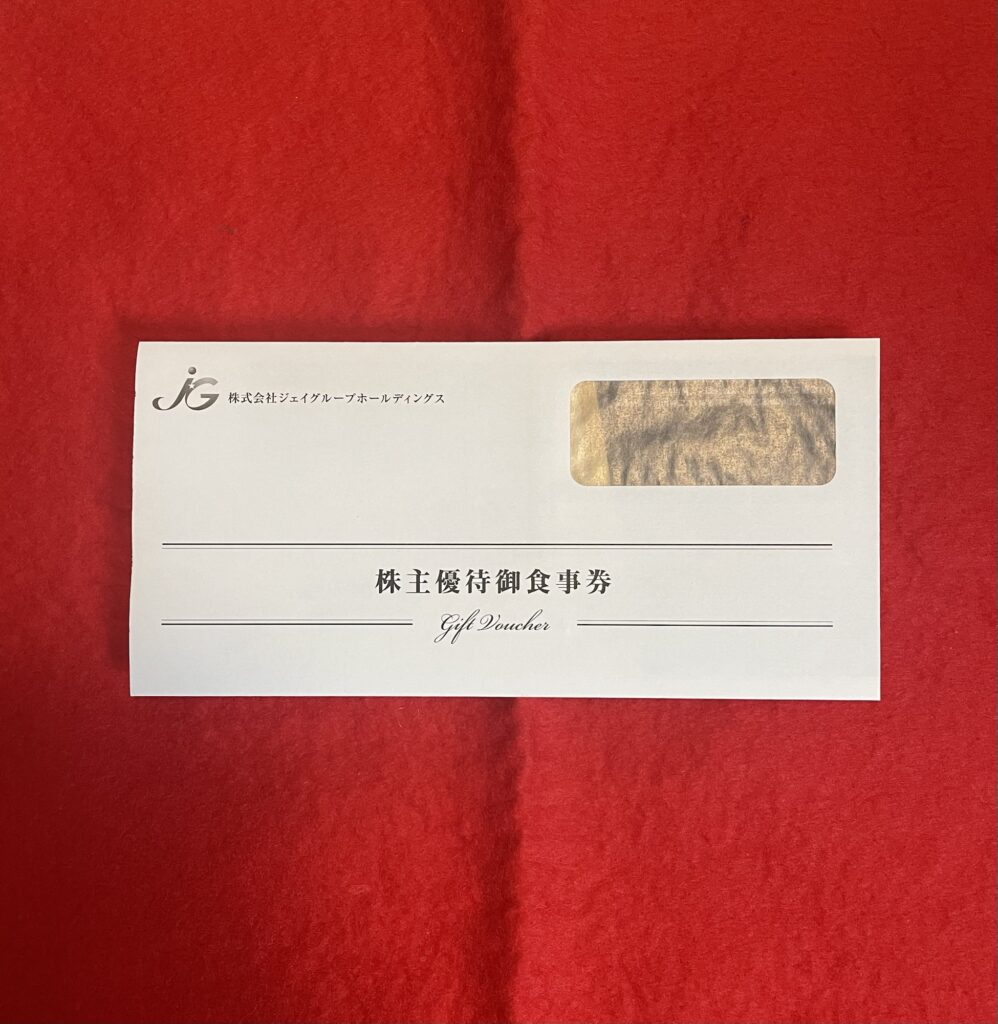 JG 株式会社ジェイグループホールディングス
株主優待御食事券
Gift Voucher